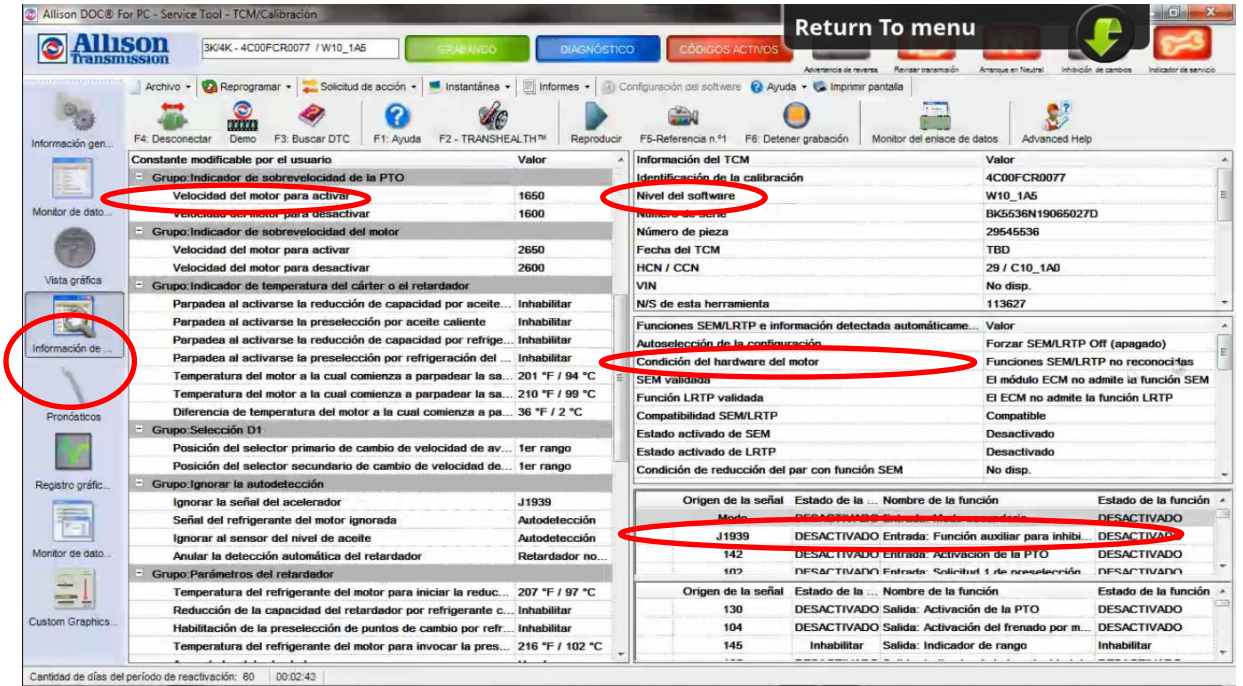 Allison DOC® For PC - Service Tool - TCM/Calibración
Return To menu
Allison Transmission
3K/4K - 4C00FCR0077 / W10_1A5
GRABANDO
DIAGNÓSTICO
CÓDIGOS ACTIVOS
Advertencia de reversa
Revisar transmisión
Arranque en Neutral
Inhibición de cambios
Indicador de servicio
Archivo Reprogramar Solicitud de acción Instantánea Informes Configuración del software Ayuda Imprimir pantalla
F4: Desconectar Demo F3: Buscar DTC F1: Ayuda F2 - TRANSHEALTH™ Reproducir F5-Referencia n.º1 F6: Detener grabación Monitor del enlace de datos Advanced Help
Información gen...
Monitor de dato...
Vista gráfica
Información de ...
Pronósticos
Registro gráfic...
Monitor de dato...
Custom Graphics...
Constante modificable por el usuario Valor
Grupo:Indicador de sobrevelocidad de la PTO
Velocidad del motor para activar 1650
Velocidad del motor para desactivar 1600
Grupo:Indicador de sobrevelocidad del motor
Velocidad del motor para activar 2650
Velocidad del motor para desactivar 2600
Grupo:Indicador de temperatura del cárter o el retardador
Parpadea al activarse la reducción de capacidad por aceite... Inhabilitar
Parpadea al activarse la preselección por aceite caliente Inhabilitar
Parpadea al activarse la reducción de capacidad por refrige... Inhabilitar
Parpadea al activarse la preselección por refrigeración del ... Inhabilitar
Temperatura del motor a la cual comienza a parpadear la sa... 201 °F / 94 °C
Temperatura del motor a la cual comienza a parpadear la sa... 210 °F / 99 °C
Diferencia de temperatura del motor a la cual comienza a pa... 36 °F / 2 °C
Grupo:Selección D1
Posición del selector primario de cambio de velocidad de av... 1er rango
Posición del selector secundario de cambio de velocidad de... 1er rango
Grupo:Ignorar la autodetección
Ignorar la señal del acelerador J1939
Señal del refrigerante del motor ignorada Autodetección
Ignorar al sensor del nivel de aceite Autodetección
Anular la detección automática del retardador Retardador no...
Grupo:Parámetros del retardador
Temperatura del refrigerante del motor para iniciar la reduc... 207 °F / 97 °C
Reducción de la capacidad del retardador por refrigerante c... Inhabilitar
Habilitación de la preselección de puntos de cambio por refr... Inhabilitar
Temperatura del refrigerante del motor para invocar la pres... 216 °F / 102 °C
Información del TCM Valor
Identificación de la calibración 4C00FCR0077
Nivel del software W10_1A5
Número de serie BK5536N19065027D
Número de pieza 29545536
Fecha del TCM TBD
HCN / CCN 29 / C10_1A0
VIN No disp.
N/S de esta herramienta 113627
Funciones SEM/LRTP e información detectada automáticame... Valor
Autoselección de la configuración Forzar SEM/LRTP Off (apagado)
Condición del hardware del motor Funciones SEM/LRTP no reconocidas
SEM validada El módulo ECM no admite la función SEM
Función LRTP validada El ECM no admite la función LRTP
Compatibilidad SEM/LRTP Compatible
Estado activado de SEM Desactivado
Estado activado de LRTP Desactivado
Condición de reducción del par con función SEM No disp.
Origen de la señal Estado de la ... Nombre de la función Estado de la función
Modo DESACTIVADO Entrada: Modo secundario DESACTIVADO
J1939 DESACTIVADO Entrada: Función auxiliar para inhibi... DESACTIVADO
142 DESACTIVADO Entrada: Activación de la PTO DESACTIVADO
102 DESACTIVADO Entrada: Solicitud 1 de preselección DESACTIVADO
Origen de la señal Estado de la ... Nombre de la función Estado de la función
130 DESACTIVADO Salida: Activación de la PTO DESACTIVADO
104 DESACTIVADO Salida: Activación del frenado por m... DESACTIVADO
145 Inhabilitar Salida: Indicador de rango Inhabilitar
Cantidad de días del período de reactivación: 60 00:02:43